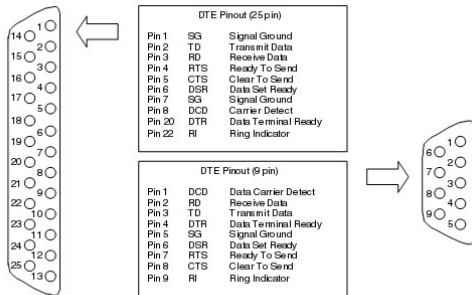 DTE Pinout (25 pin)
Pin 1 SG Signal Ground
Pin 2 TD Transmit Data
Pin 3 RD Receive Data
Pin 4 RTS Ready To Send
Pin 5 CTS Clear To Send
Pin 6 DSR Data Set Ready
Pin 7 SG Signal Ground
Pin 8 DCD Carrier Detect
Pin 20 DTR Data Terminal Ready
Pin 22 RI Ring Indicator
DTE Pinout (9 pin)
Pin 1 DCD Data Carrier Detect
Pin 2 RD Receive Data
Pin 3 TD Transmit Data
Pin 4 DTR Data Terminal Ready
Pin 5 SG Signal Ground
Pin 6 DSR Data Set Ready
Pin 7 RTS Ready To Send
Pin 8 CTS Clear To Send
Pin 9 RI Ring Indicator
1
14
2
15
3
16
4
17
5
18
6
19
7
20
8
21
9
22
10
23
11
24
12
25
13
1
6
2
7
3
8
4
9
5